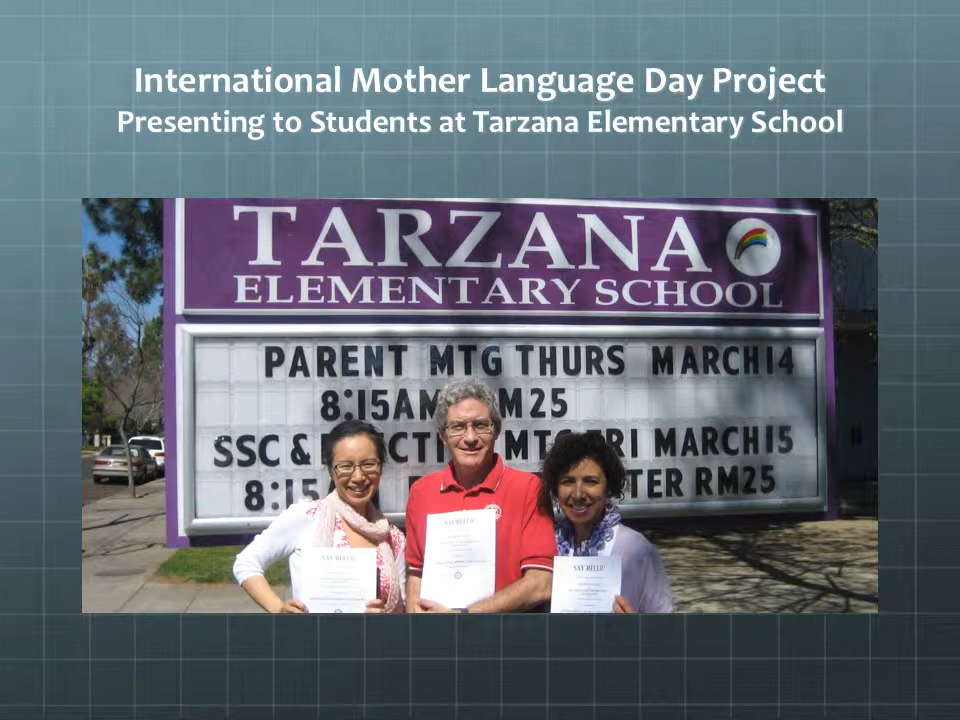 International Mother Language Day Project
Presenting to Students at Tarzana Elementary School
TARZANA
ELEMENTARY SCHOOL
PARENT MTG THURS MARCH 14
8:15AM RM25
SSC & MTG FRI MARCH 15
8:15 TER RM25
SAY HELLO!
SAY HELLO!
SAY HELLO!